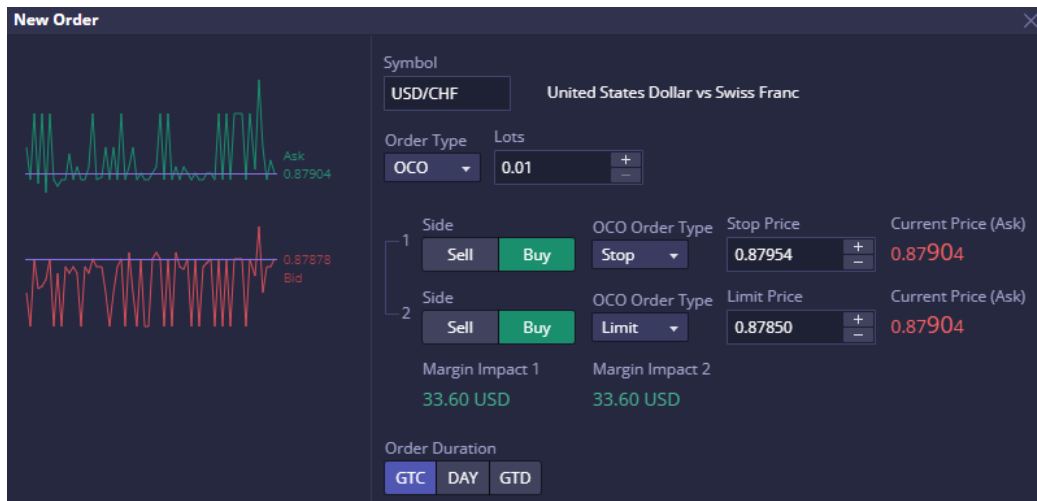 New Order
Ask
0.87904
0.87878
Bid
Symbol
USD/CHF United States Dollar vs Swiss Franc
Order Type Lots
OCO 0.01
Side OCO Order Type Stop Price Current Price (Ask)
1 Sell Buy Stop 0.87954 0.87904
Side OCO Order Type Limit Price Current Price (Ask)
2 Sell Buy Limit 0.87850 0.87904
Margin Impact 1 Margin Impact 2
33.60 USD 33.60 USD
Order Duration
GTC DAY GTD